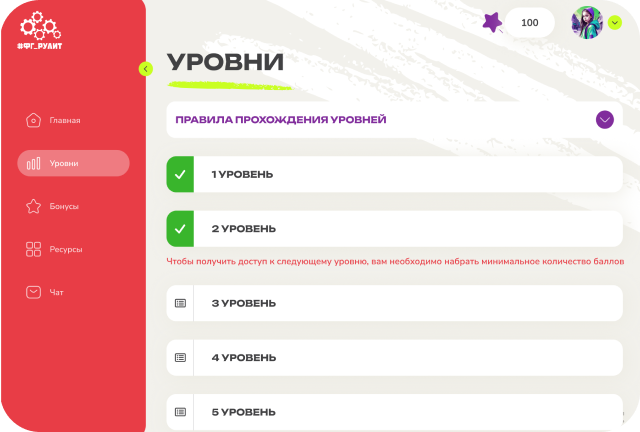 #ФГ_РУЛИТ
100
УРОВНИ
Главная
Уровни
Бонусы
Ресурсы
Чат
ПРАВИЛА ПРОХОЖДЕНИЯ УРОВНЕЙ
1 УРОВЕНЬ
2 УРОВЕНЬ
Чтобы получить доступ к следующему уровню, вам необходимо набрать минимальное количество баллов
3 УРОВЕНЬ
4 УРОВЕНЬ
5 УРОВЕНЬ